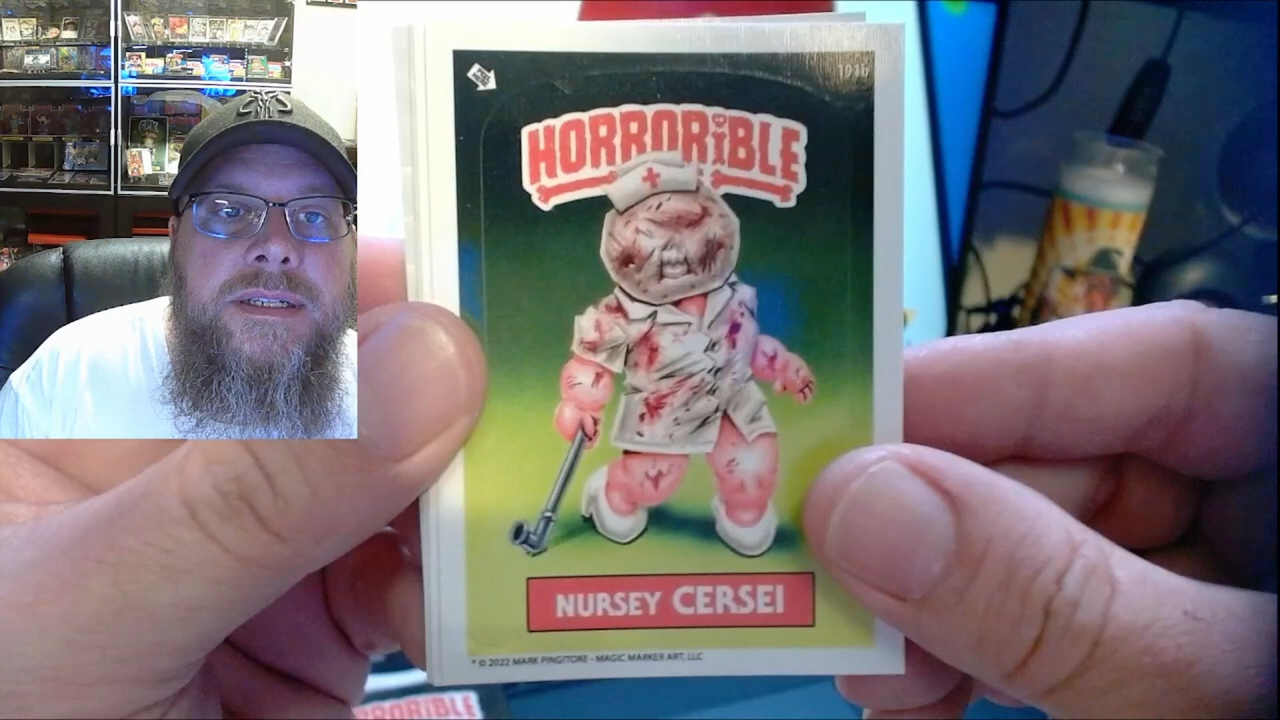 HORRORiBLE
NURSEY CERSEI
* © 2022 MARK PINGITORE - MAGIC MARKER ART, LLC
HORRORiBLE